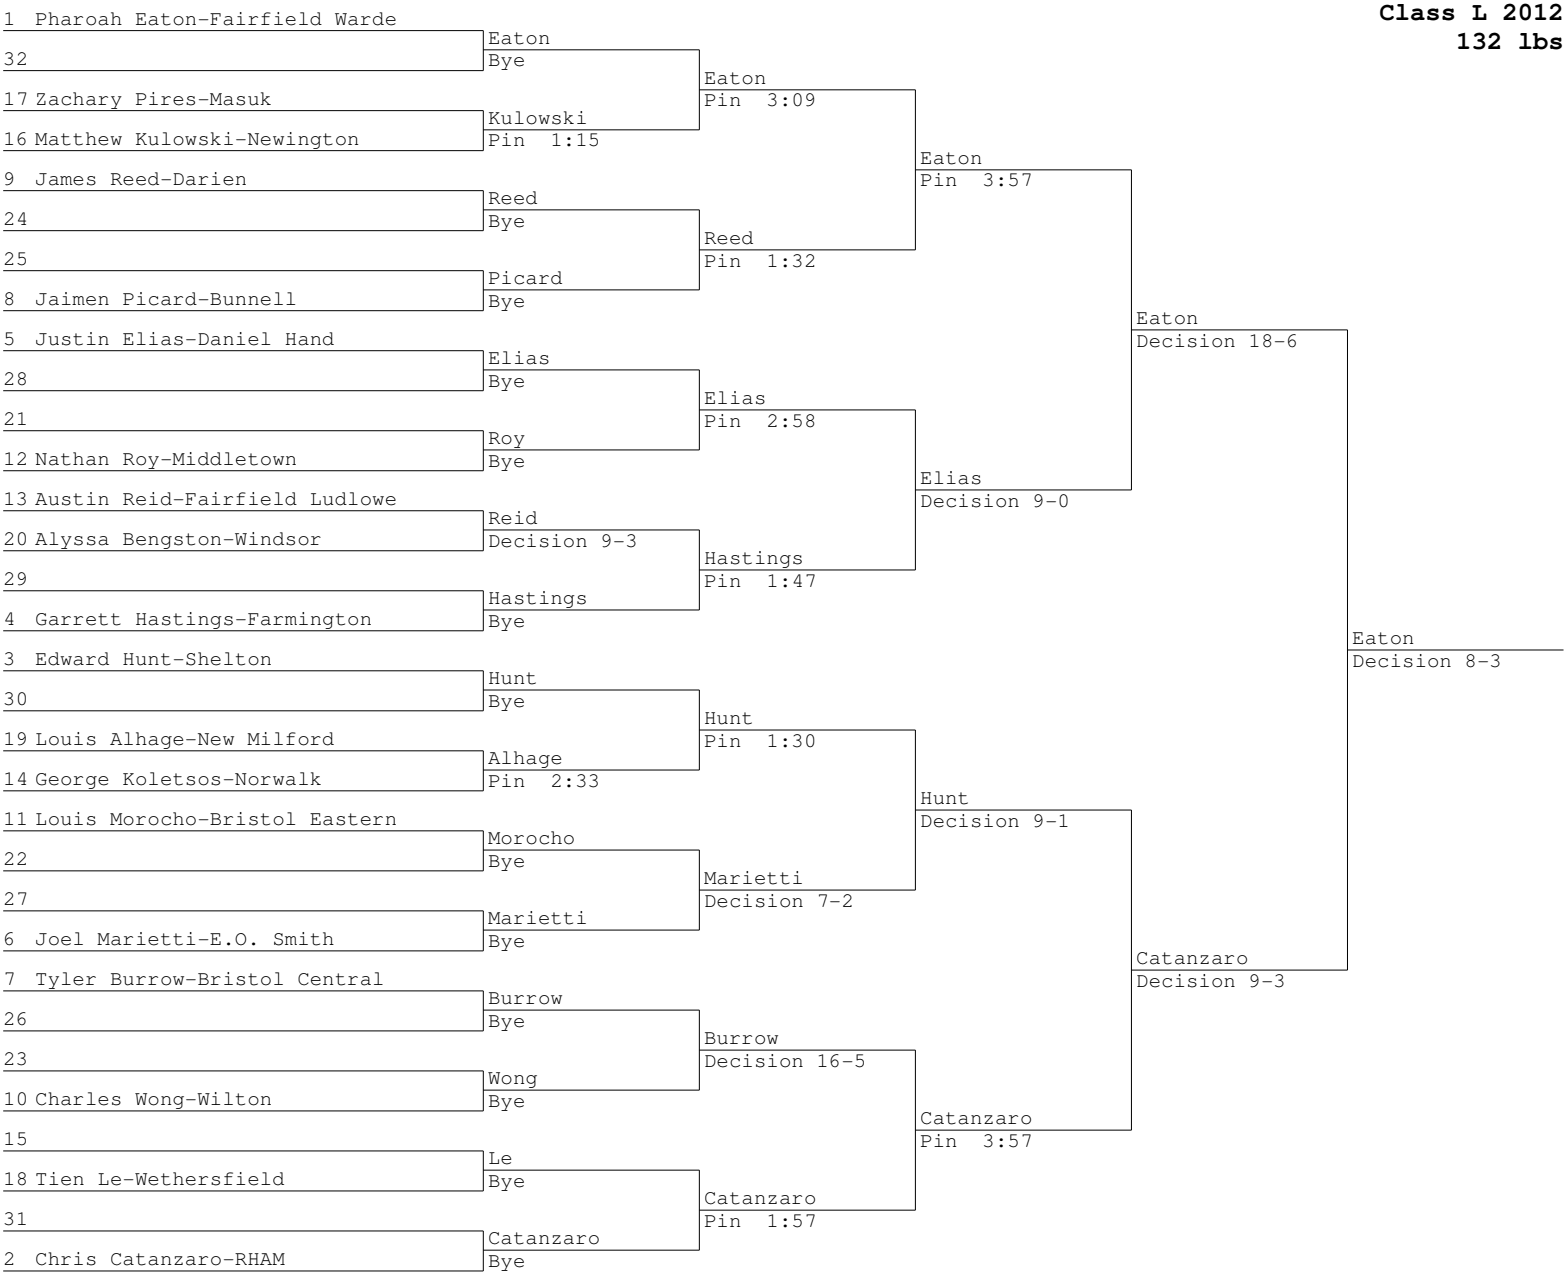 Class L 2012
132 lbs
1 Pharoah Eaton-Fairfield Warde
32
17 Zachary Pires-Masuk
16 Matthew Kulowski-Newington
9 James Reed-Darien
24
25
8 Jaimen Picard-Bunnell
5 Justin Elias-Daniel Hand
28
21
12 Nathan Roy-Middletown
13 Austin Reid-Fairfield Ludlowe
20 Alyssa Bengston-Windsor
29
4 Garrett Hastings-Farmington
3 Edward Hunt-Shelton
30
19 Louis Alhage-New Milford
14 George Koletsos-Norwalk
11 Louis Morocho-Bristol Eastern
22
27
6 Joel Marietti-E.O. Smith
7 Tyler Burrow-Bristol Central
26
23
10 Charles Wong-Wilton
15
18 Tien Le-Wethersfield
31
2 Chris Catanzaro-RHAM
Eaton
Bye
Kulowski
Pin 1:15
Reed
Bye
Picard
Bye
Elias
Bye
Roy
Bye
Reid
Decision 9-3
Hastings
Bye
Hunt
Bye
Alhage
Pin 2:33
Morocho
Bye
Marietti
Bye
Burrow
Bye
Wong
Bye
Le
Bye
Catanzaro
Bye
Eaton
Pin 3:09
Reed
Pin 1:32
Elias
Pin 2:58
Hastings
Pin 1:47
Hunt
Pin 1:30
Marietti
Decision 7-2
Burrow
Decision 16-5
Catanzaro
Pin 1:57
Eaton
Pin 3:57
Elias
Decision 9-0
Hunt
Decision 9-1
Catanzaro
Pin 3:57
Eaton
Decision 18-6
Catanzaro
Decision 9-3
Eaton
Decision 8-3